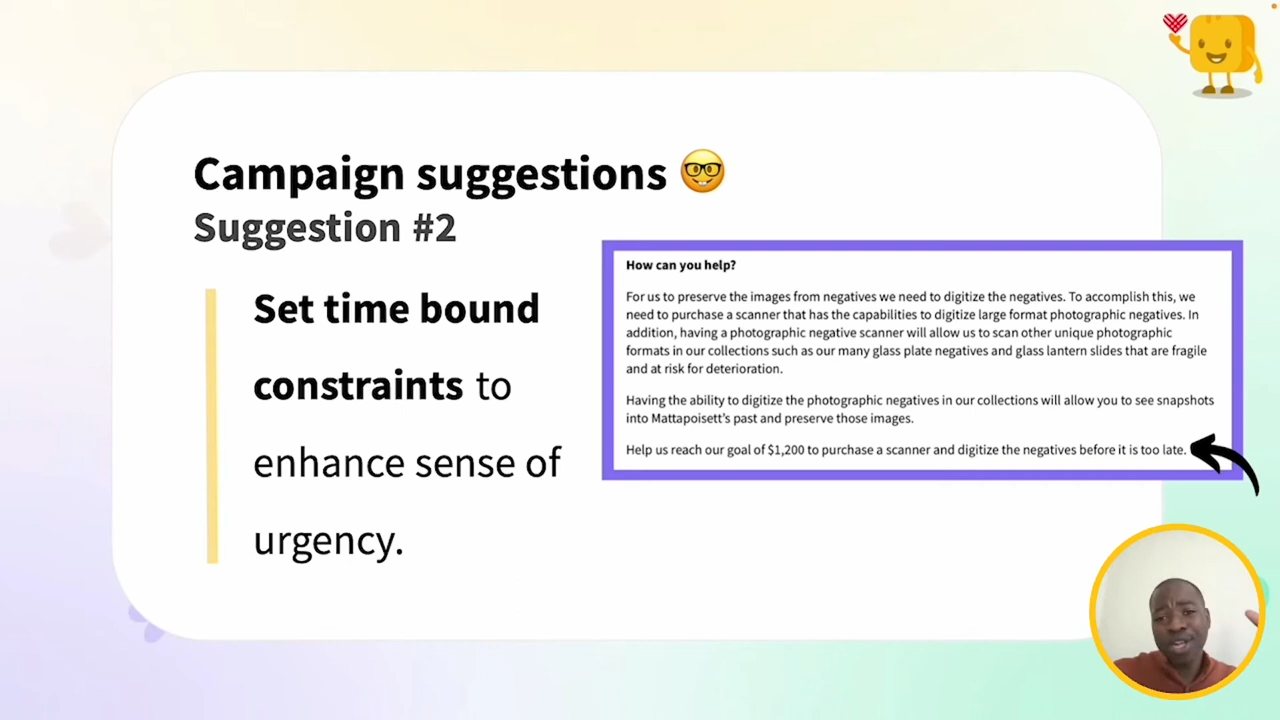 Campaign suggestions 🤓
Suggestion #2
Set time bound
constraints to
enhance sense of
urgency.
How can you help?
For us to preserve the images from negatives we need to digitize the negatives. To accomplish this, we
need to purchase a scanner that has the capabilities to digitize large format photographic negatives. In
addition, having a photographic negative scanner will allow us to scan other unique photographic
formats in our collections such as our many glass plate negatives and glass lantern slides that are fragile
and at risk for deterioration.
Having the ability to digitize the photographic negatives in our collections will allow you to see snapshots
into Mattapoisett's past and preserve those images.
Help us reach our goal of $1,200 to purchase a scanner and digitize the negatives before it is too late.